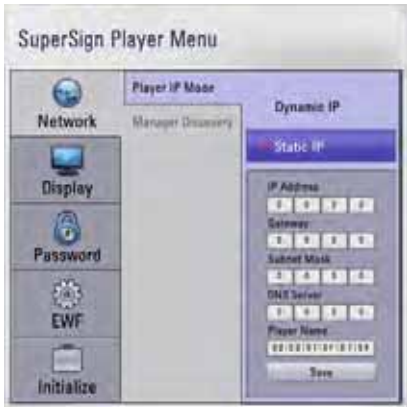 SuperSign Player Menu
Network
Display
Password
EWF
Initialize
Player IP Mode
Manager Discovery
Dynamic IP
Static IP
IP Address
Gateway
Subnet Mask
DNS Server
Player Name
Save